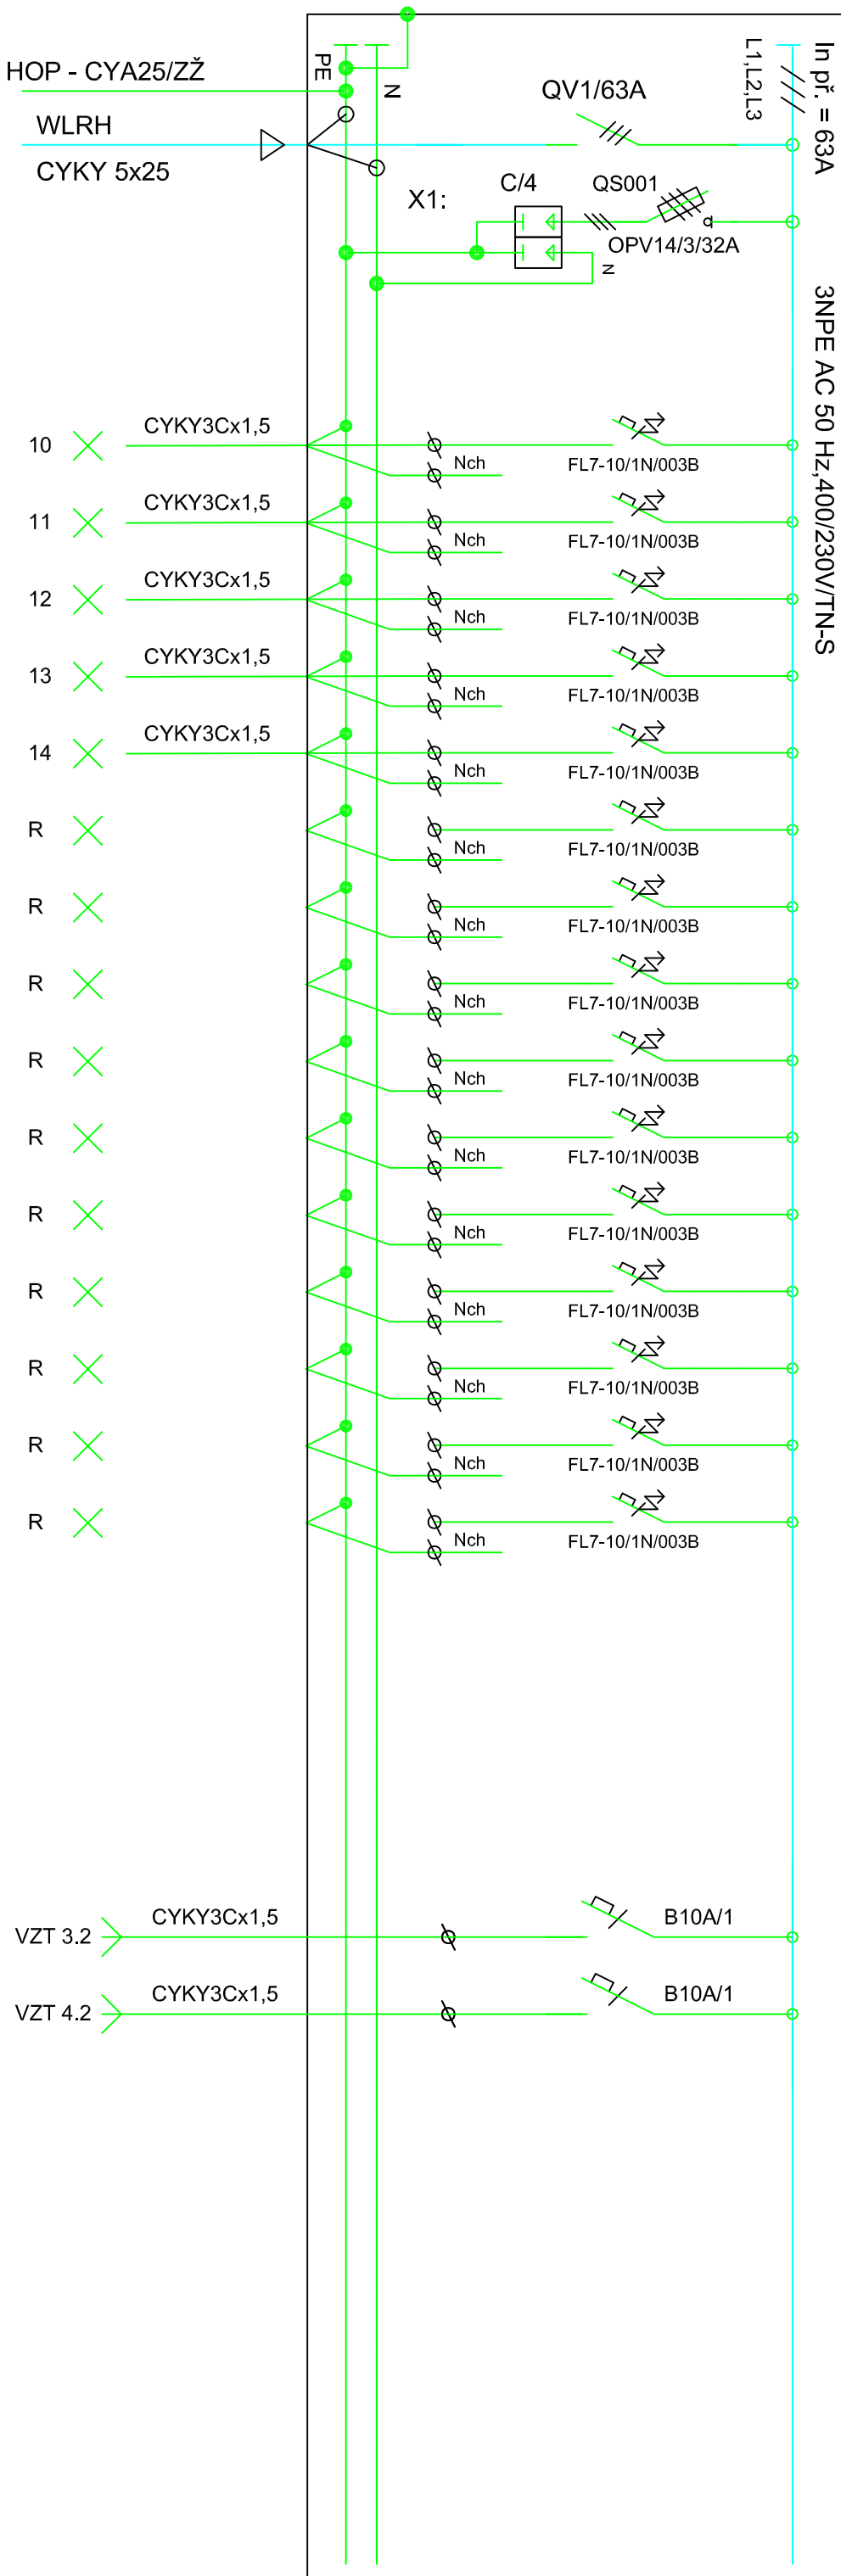 In př. = 63A
3NPE AC 50 Hz,400/230V/TN-S
L1,L2,L3
PE
N
HOP - CYA25/ZŽ
WLRH
CYKY 5x25
QV1/63A
X1:
C/4
QS001
OPV14/3/32A
N
10 CYKY3Cx1,5 Nch FL7-10/1N/003B
11 CYKY3Cx1,5 Nch FL7-10/1N/003B
12 CYKY3Cx1,5 Nch FL7-10/1N/003B
13 CYKY3Cx1,5 Nch FL7-10/1N/003B
14 CYKY3Cx1,5 Nch FL7-10/1N/003B
R Nch FL7-10/1N/003B
R Nch FL7-10/1N/003B
R Nch FL7-10/1N/003B
R Nch FL7-10/1N/003B
R Nch FL7-10/1N/003B
R Nch FL7-10/1N/003B
R Nch FL7-10/1N/003B
R Nch FL7-10/1N/003B
R Nch FL7-10/1N/003B
R Nch FL7-10/1N/003B
VZT 3.2 CYKY3Cx1,5 B10A/1
VZT 4.2 CYKY3Cx1,5 B10A/1